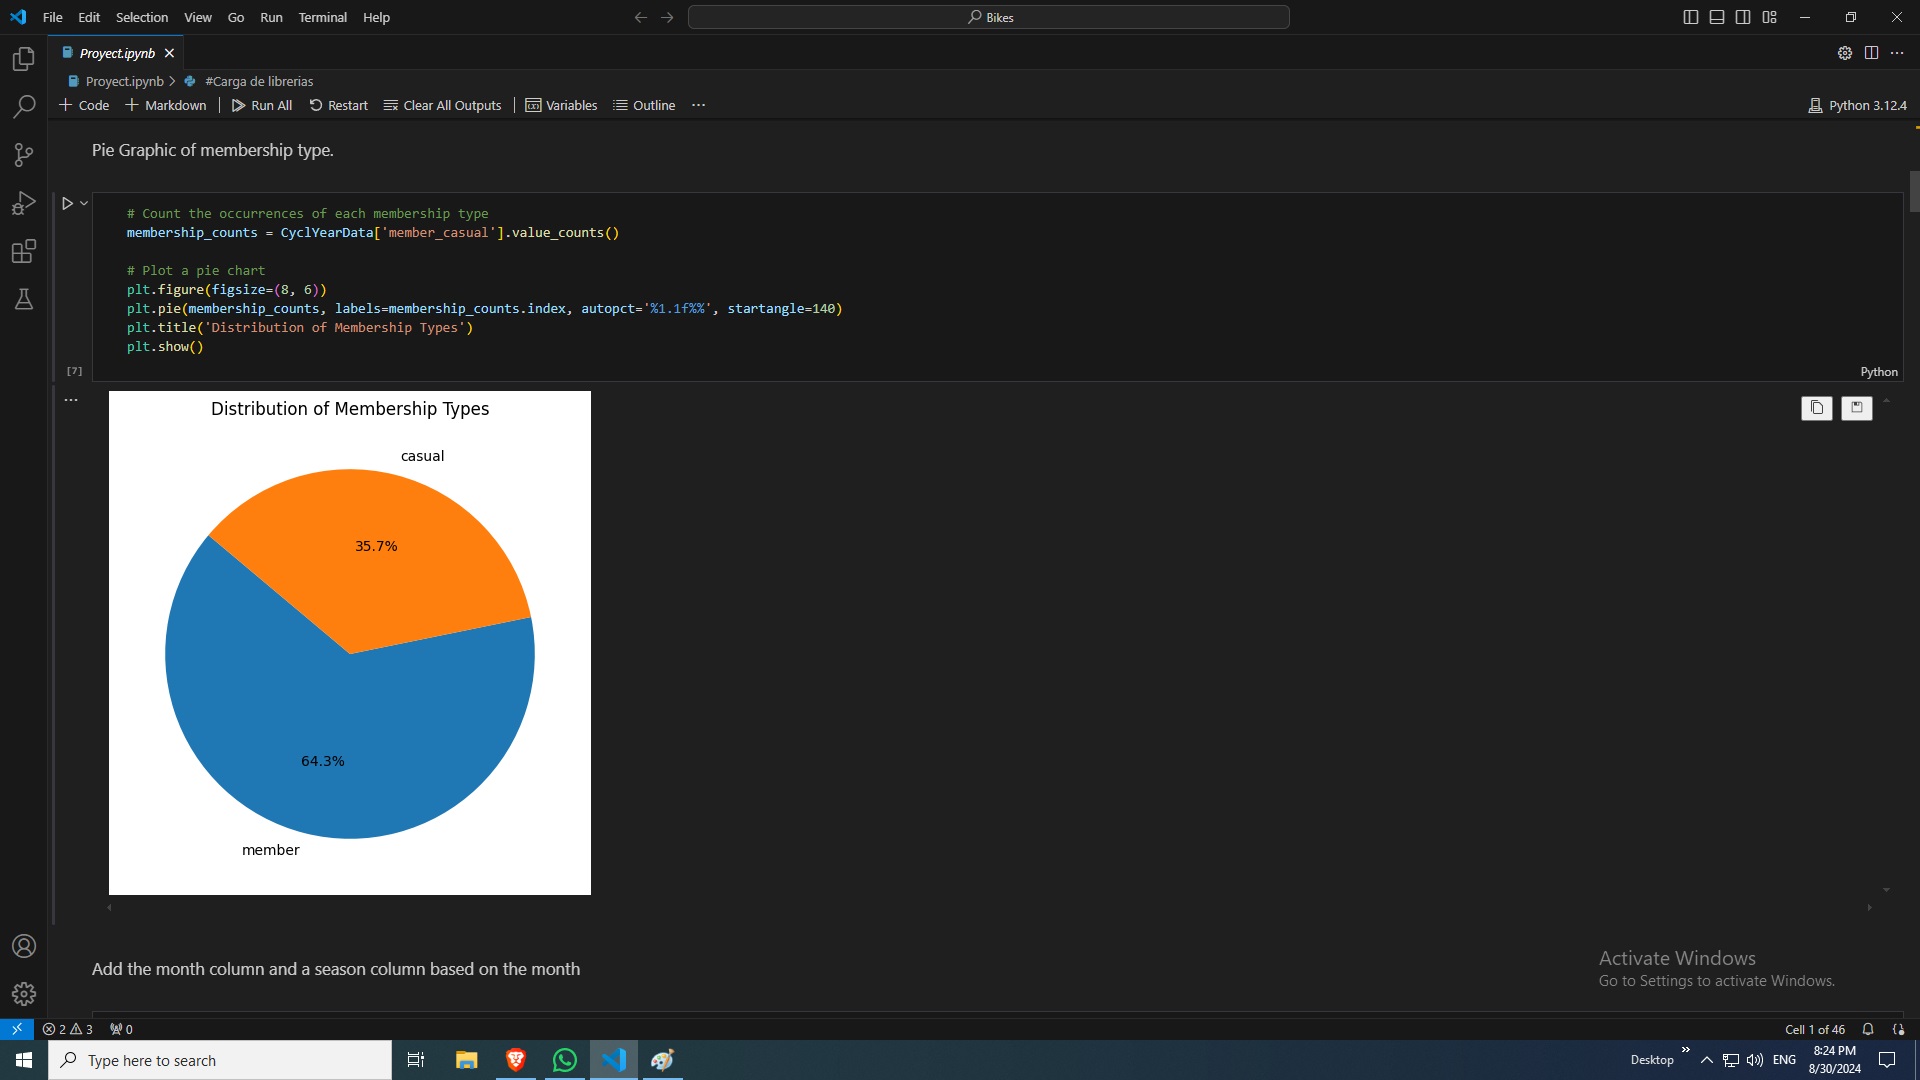 File Edit Selection View Go Run Terminal Help
Bikes
Proyect.ipynb
Proyect.ipynb > #Carga de librerias
+ Code + Markdown Run All Restart Clear All Outputs Variables Outline ...
Python 3.12.4
Pie Graphic of membership type.
# Count the occurrences of each membership type
membership_counts = CyclYearData['member_casual'].value_counts()
# Plot a pie chart
plt.figure(figsize=(8, 6))
plt.pie(membership_counts, labels=membership_counts.index, autopct='%1.1f%%', startangle=140)
plt.title('Distribution of Membership Types')
plt.show()
[7]
Python
Distribution of Membership Types
casual
35.7%
64.3%
member
Add the month column and a season column based on the month
Activate Windows
Go to Settings to activate Windows.
2 3 0
Cell 1 of 46
Type here to search
Desktop
ENG
8:24 PM
8/30/2024